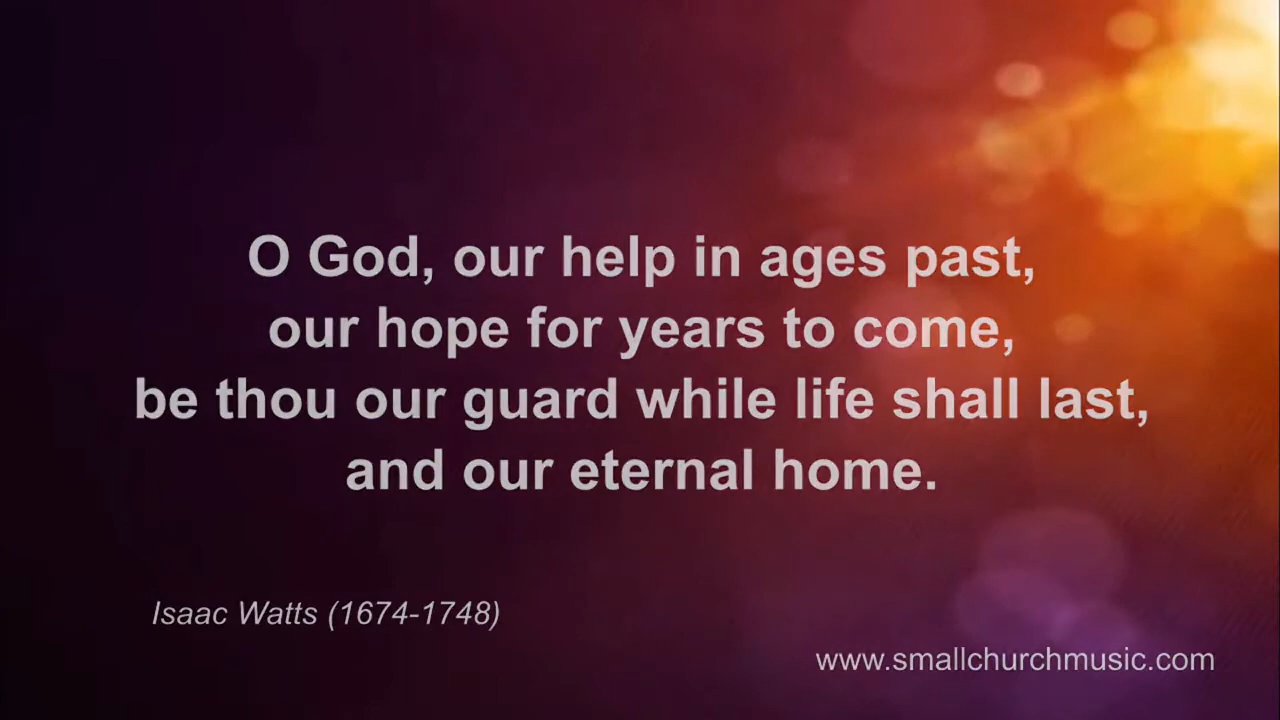 O God, our help in ages past,
our hope for years to come,
be thou our guard while life shall last,
and our eternal home.
Isaac Watts (1674-1748)
www.smallchurchmusic.com